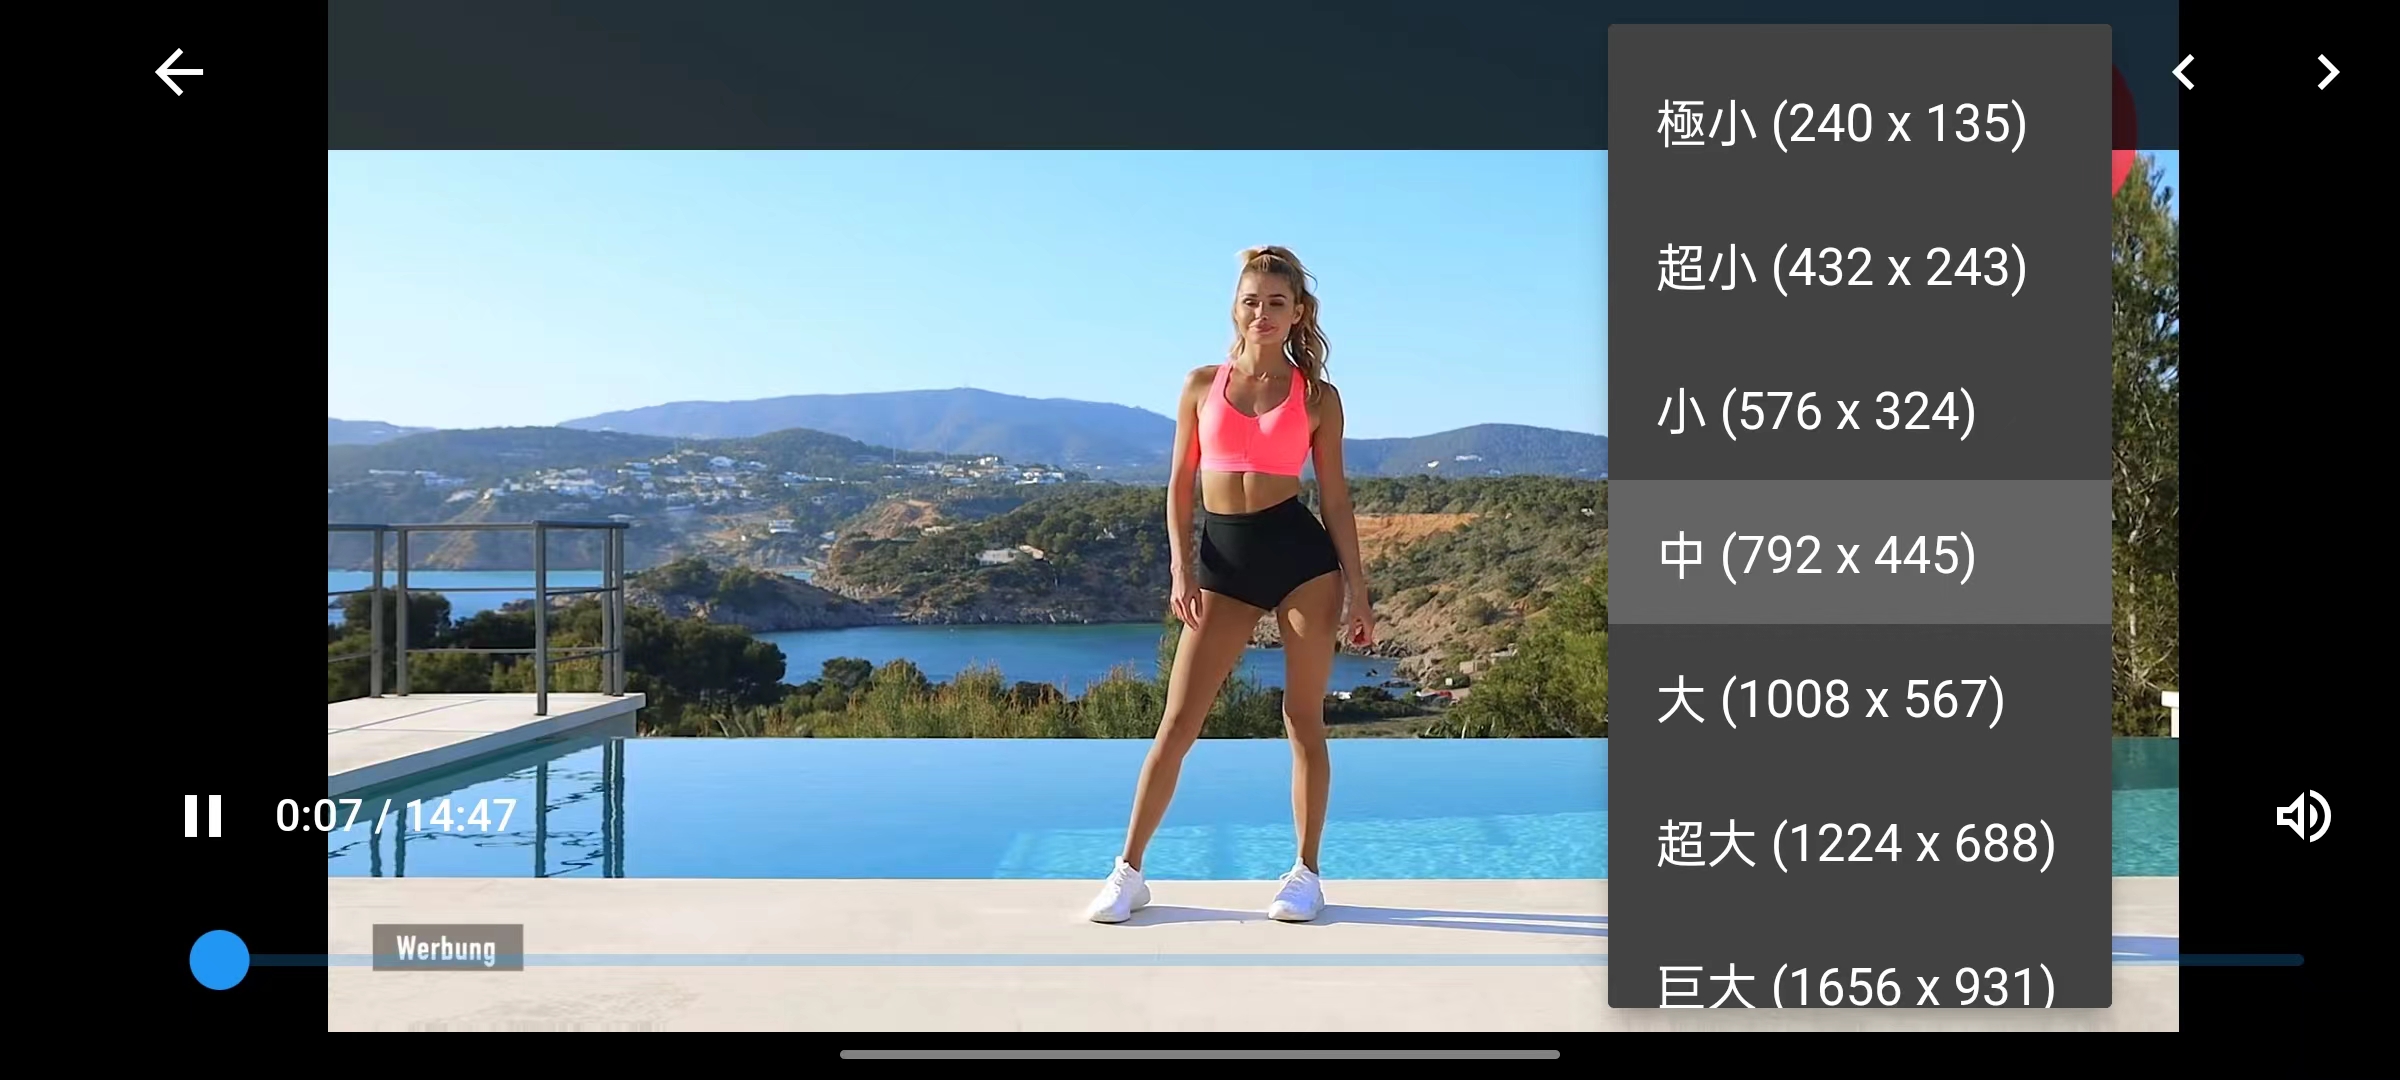 極小 (240 x 135)
超小 (432 x 243)
小 (576 x 324)
中 (792 x 445)
大 (1008 x 567)
超大 (1224 x 688)
巨大 (1656 x 931)
0:07 / 14:47
Werbung